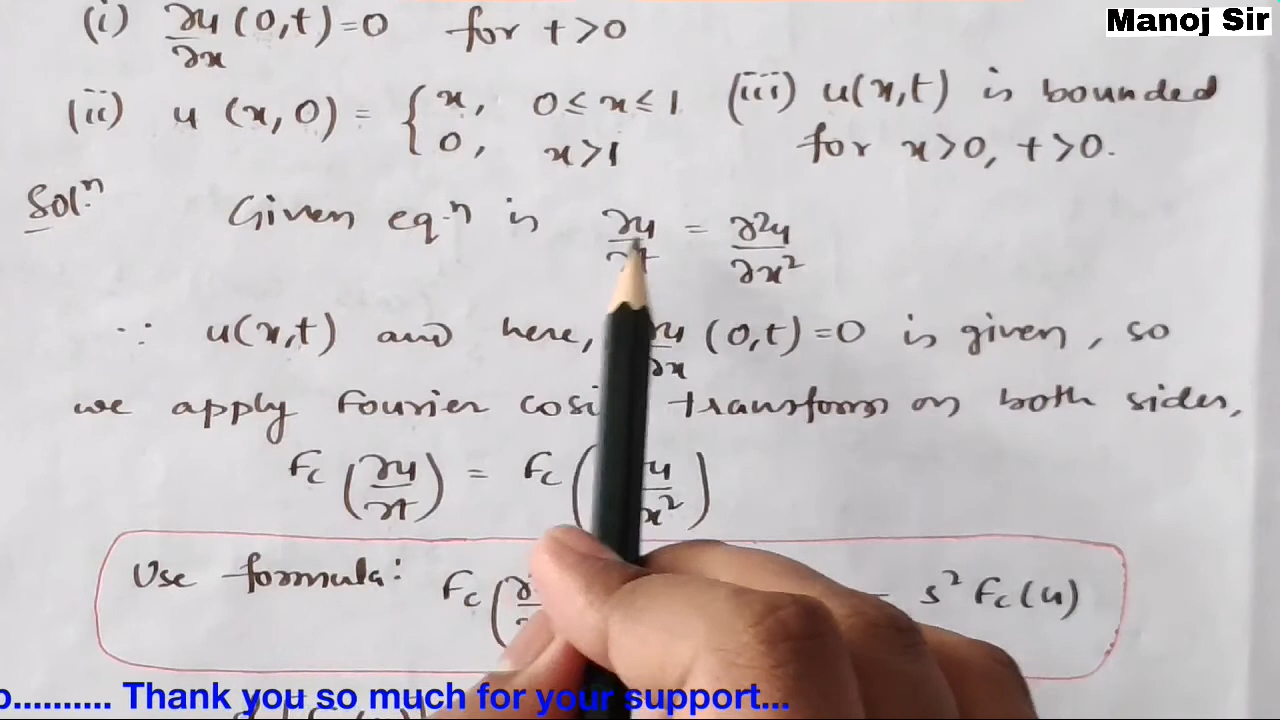 Manoj Sir
(i) ∂u/∂x (0,t)=0 for t>0
(ii) u (x,0) = { x, 0≤x≤1 (iii) u(x,t) is bounded
0, x>1 for x>0, t>0.
Solⁿ. Given eq.ⁿ is ∂u/∂t = ∂²u/∂x²
∵ u(x,t) and here, (0,t)=0 is given, so
we apply Fourier transform on both sides,
Fc (∂u/∂t) = Fc (
Use formula: Fc ( s² Fc(u)
Thank you so much for your support...